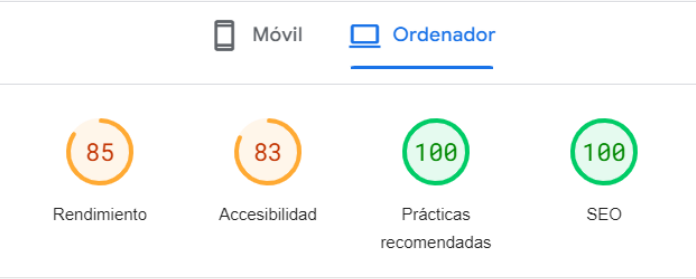 Móvil Ordenador
85 83 100 100
Rendimiento Accesibilidad Prácticas SEO
recomendadas